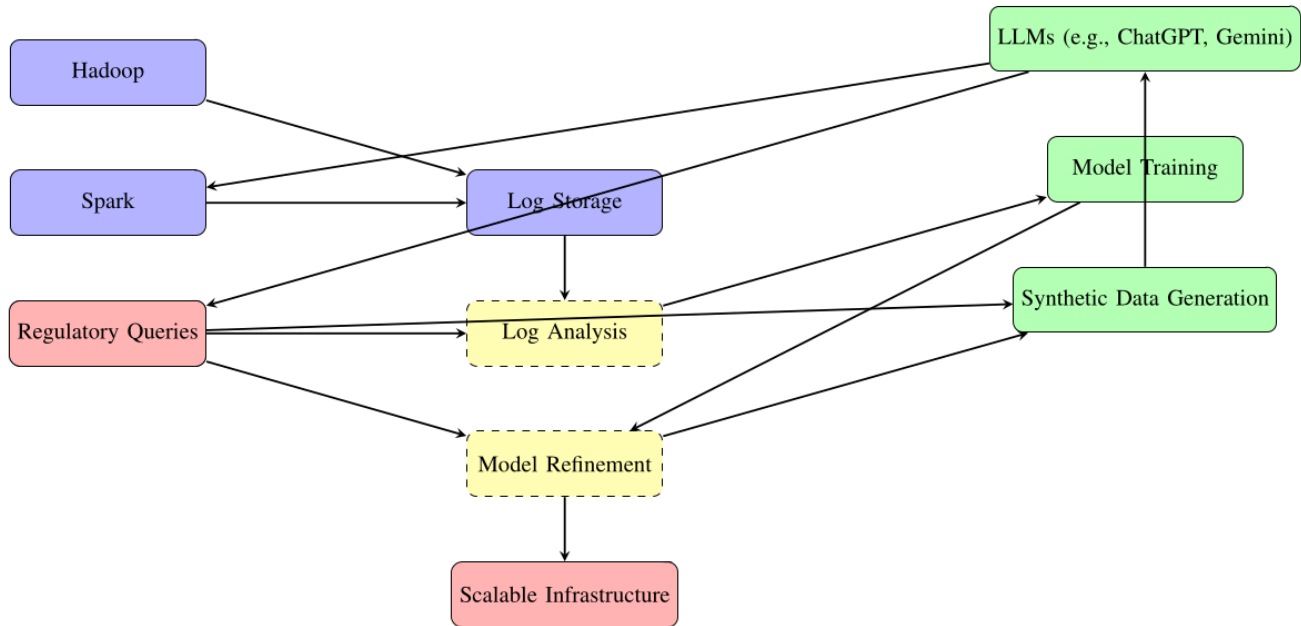 LLMs (e.g., ChatGPT, Gemini)
Hadoop
Model Training
Spark
Log Storage
Synthetic Data Generation
Regulatory Queries
Log Analysis
Model Refinement
Scalable Infrastructure